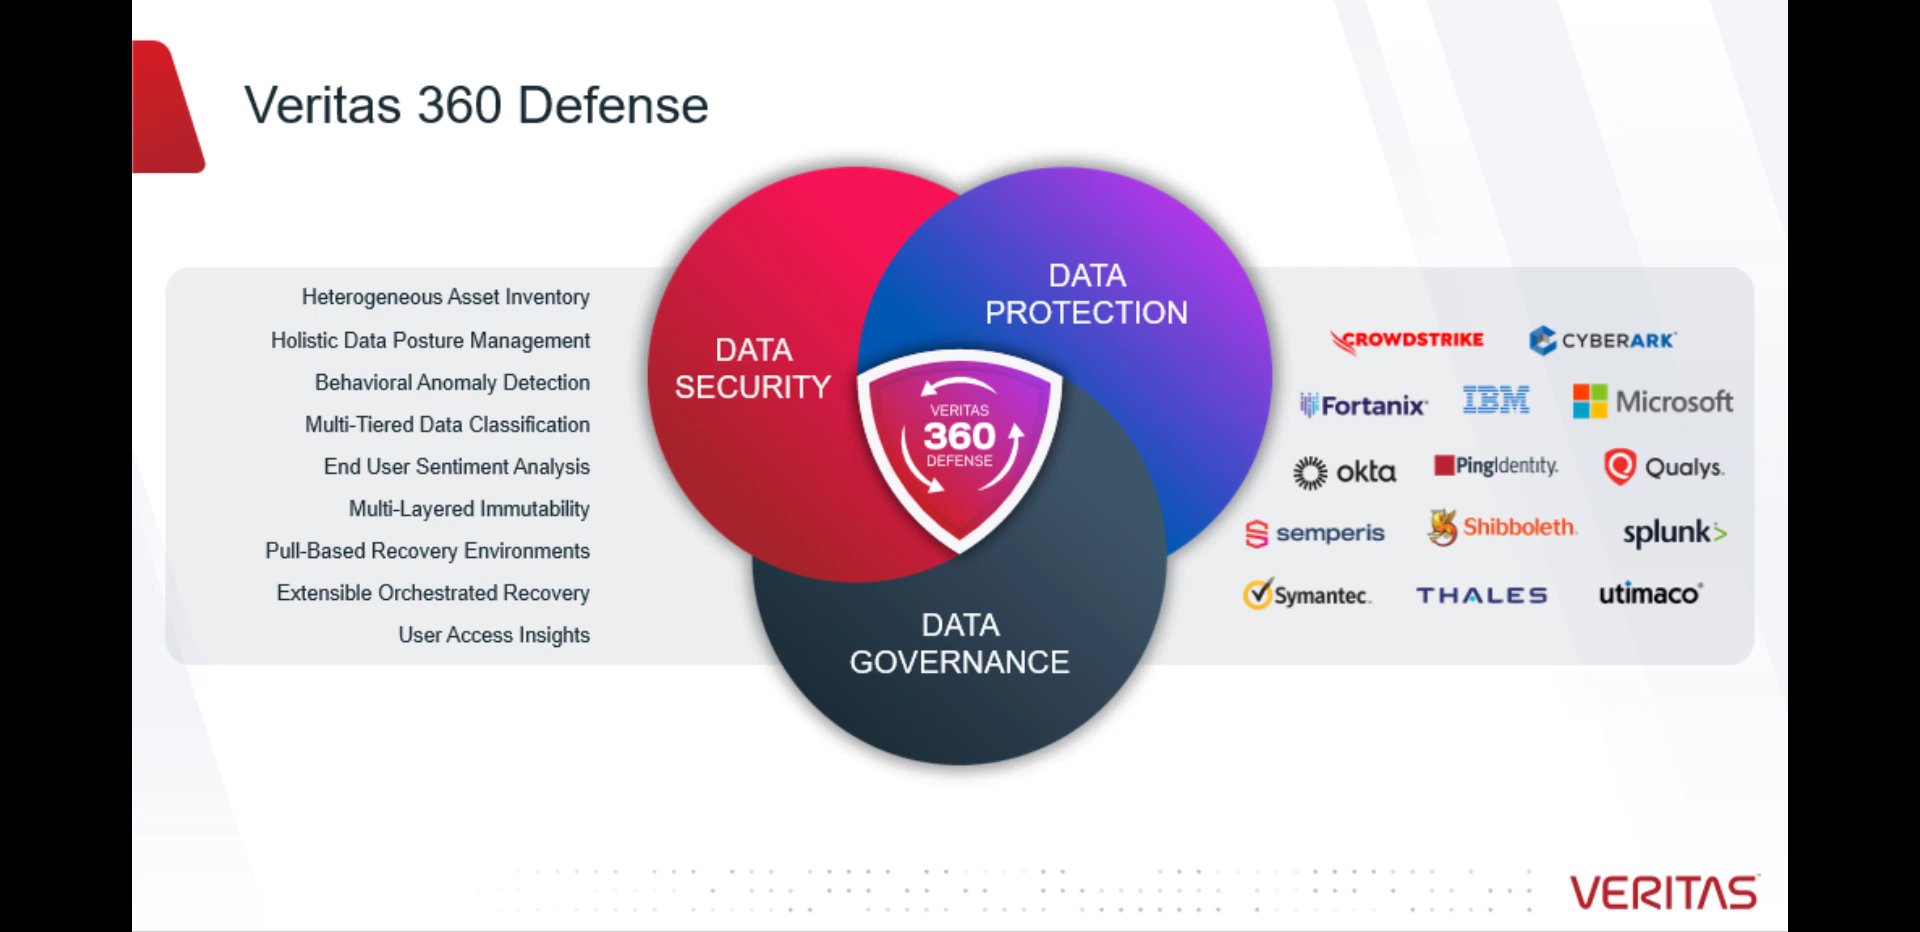 Veritas 360 Defense
Heterogeneous Asset Inventory
Holistic Data Posture Management
Behavioral Anomaly Detection
Multi-Tiered Data Classification
End User Sentiment Analysis
Multi-Layered Immutability
Pull-Based Recovery Environments
Extensible Orchestrated Recovery
User Access Insights
DATA
SECURITY
DATA
PROTECTION
VERITAS
360
DEFENSE
DATA
GOVERNANCE
CROWDSTRIKE
CYBERARK
Fortanix
IBM
Microsoft
okta
PingIdentity.
Qualys.
semperis
Shibboleth.
splunk>
Symantec.
THALES
utimaco®
VERITAS